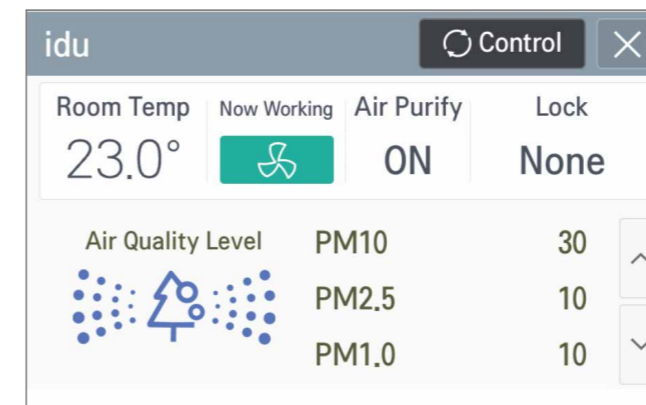 idu
Control
Room Temp
Now Working
Air Purify
Lock
23.0°
ON
None
Air Quality Level
PM10 30
PM2.5 10
PM1.0 10